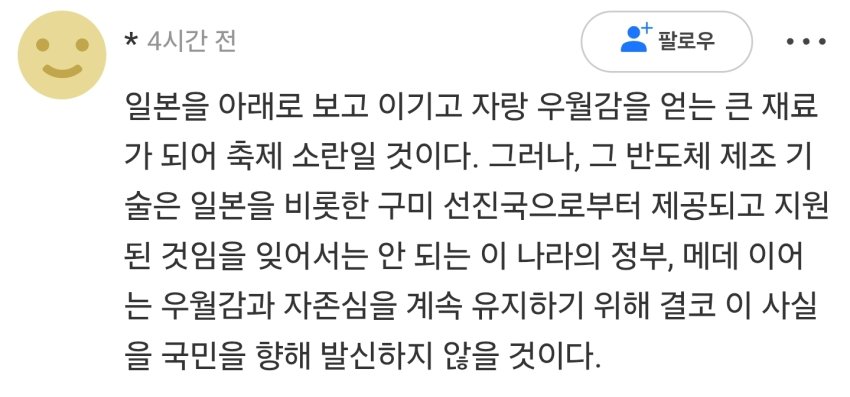 * 4시간 전
팔로우
일본을 아래로 보고 이기고 자랑 우월감을 얻는 큰 재료
가 되어 축제 소란일 것이다. 그러나, 그 반도체 제조 기
술은 일본을 비롯한 구미 선진국으로부터 제공되고 지원
된 것임을 잊어서는 안 되는 이 나라의 정부, 메데 이어
는 우월감과 자존심을 계속 유지하기 위해 결코 이 사실
을 국민을 향해 발신하지 않을 것이다.